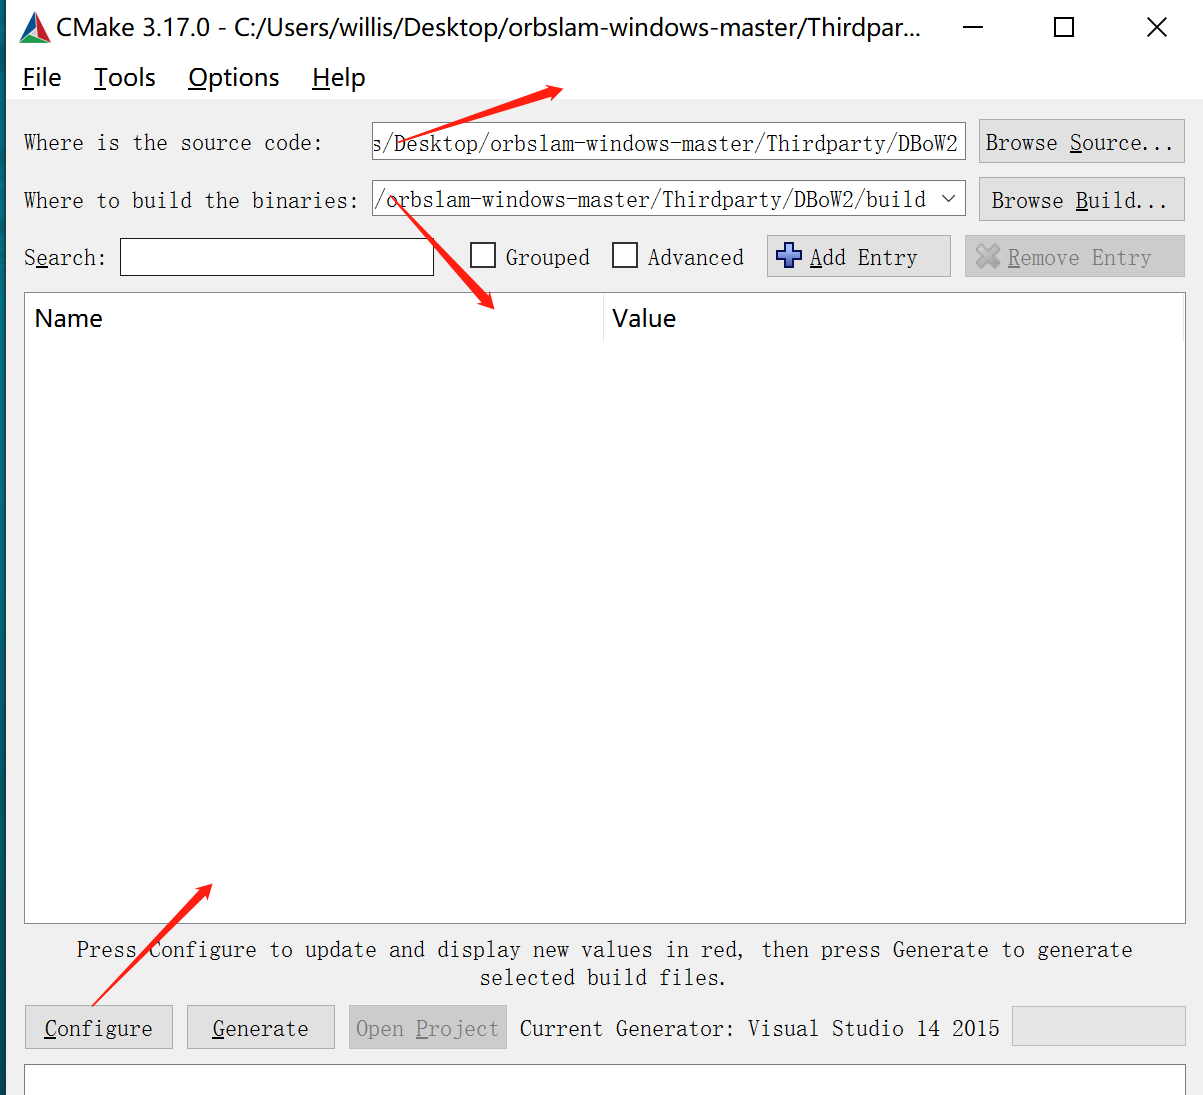 CMake 3.17.0 - C:/Users/willis/Desktop/orbslam-windows-master/Thirdpar...
File Tools Options Help
Where is the source code: s/Desktop/orbslam-windows-master/Thirdparty/DBoW2 Browse Source...
Where to build the binaries: /orbslam-windows-master/Thirdparty/DBoW2/build Browse Build...
Search: Grouped Advanced Add Entry Remove Entry
Name Value
Press Configure to update and display new values in red, then press Generate to generate
selected build files.
Configure Generate Open Project Current Generator: Visual Studio 14 2015